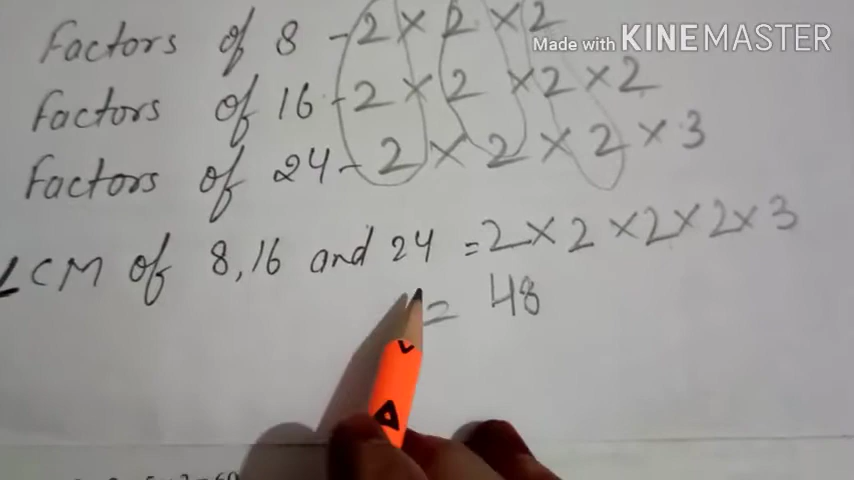 Factors of 8 - 2 × 2 × 2
Made with KINEMASTER
Factors of 16 - 2 × 2 × 2 × 2
Factors of 24 - 2 × 2 × 2 × 3
LCM of 8, 16 and 24 = 2 × 2 × 2 × 2 × 3
= 48